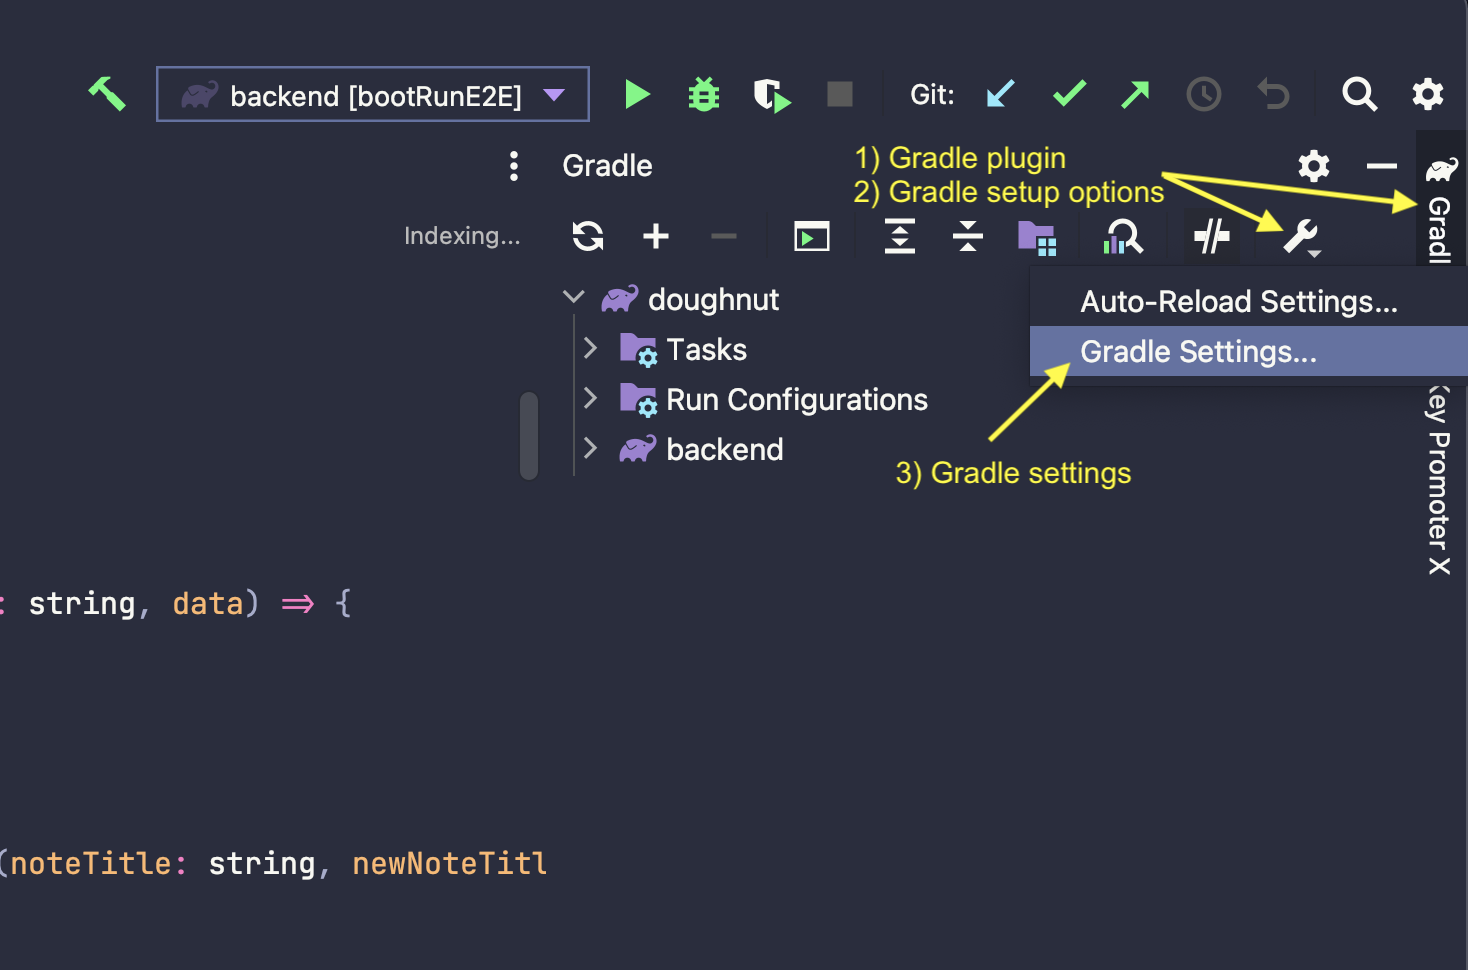 backend [bootRunE2E]
Git:
Gradle
1) Gradle plugin
2) Gradle setup options
Indexing...
doughnut
Tasks
Run Configurations
backend
Auto-Reload Settings...
Gradle Settings...
3) Gradle settings
Gradl
Key Promoter X
: string, data) => {
(noteTitle: string, newNoteTitl